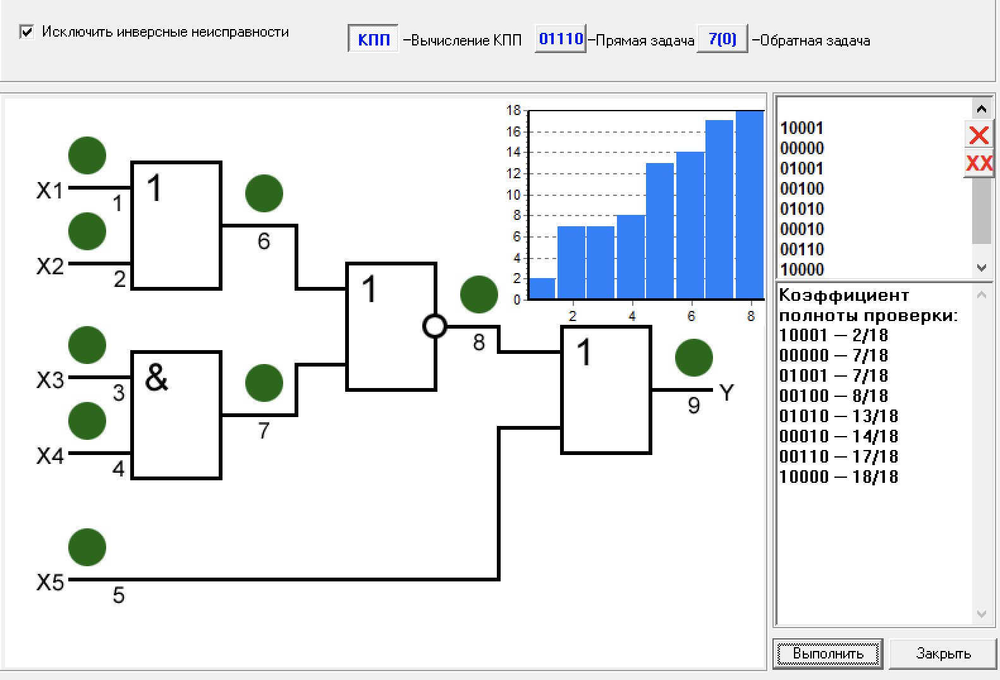 Исключить инверсные неисправности
КПП –Вычисление КПП 01110 –Прямая задача 7(0) –Обратная задача
18
16
14
12
10
8
6
4
2
0
2 4 6 8
X1
1
1
X2
2
6
1
8
X3
3
&
X4
4
7
1
9
Y
X5
5
10001
00000
01001
00100
01010
00010
00110
10000
X
XX
Коэффициент
полноты проверки:
10001 – 2/18
00000 – 7/18
01001 – 7/18
00100 – 8/18
01010 – 13/18
00010 – 14/18
00110 – 17/18
10000 – 18/18
Выполнить Закрыть